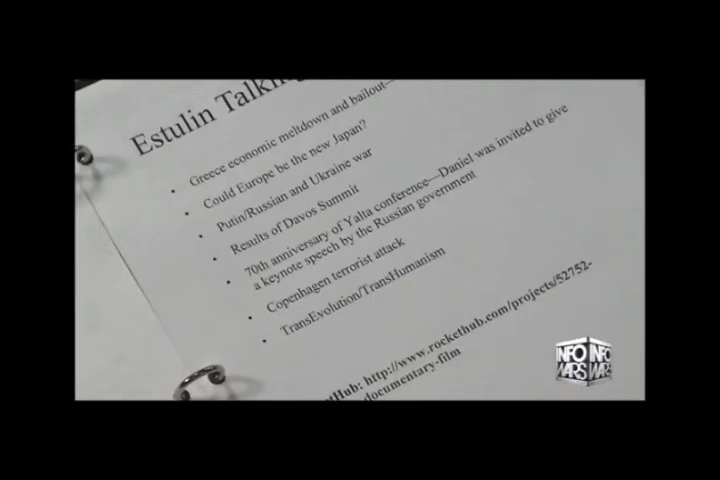 Estulin Talking
• Greece economic meltdown and bailout—
• Could Europe be the new Japan?
• Putin/Russian and Ukraine war
• Results of Davos Summit
• 70th anniversary of Yalta conference—Daniel was invited to give
a keynote speech by the Russian government
• Copenhagen terrorist attack
• TransEvolution/TransHumanism
tHub: http://www.rockethub.com/projects/52752-
documentary-film
INFO WARS
INFO WARS